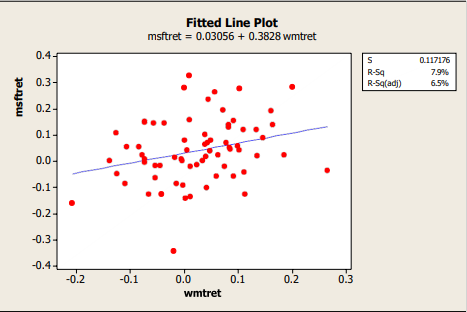 Fitted Line Plot
msftret = 0.03056 + 0.3828 wmtret
S 0.117176
R-Sq 7.9%
R-Sq(adj) 6.5%
msftret
0.4
0.3
0.2
0.1
0.0
-0.1
-0.2
-0.3
-0.4
-0.2 -0.1 0.0 0.1 0.2 0.3
wmtret